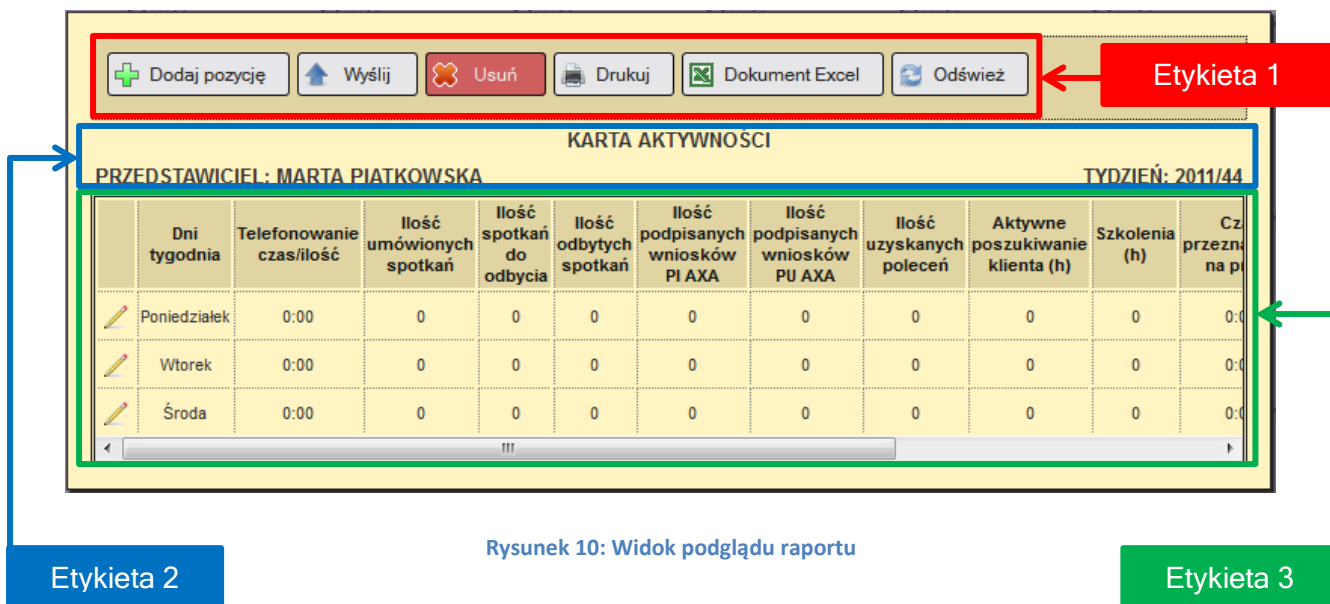 Dodaj pozycję Wyślij Usuń Drukuj Dokument Excel Odśwież
Etykieta 1
KARTA AKTYWNOŚCI
PRZEDSTAWICIEL: MARTA PIATKOWSKA TYDZIEŃ: 2011/44
Dni tygodnia Telefonowanie czas/ilość Ilość umówionych spotkań Ilość spotkań do odbycia Ilość odbytych spotkań Ilość podpisanych wniosków PI AXA Ilość podpisanych wniosków PU AXA Ilość uzyskanych poleceń Aktywne poszukiwanie klienta (h) Szkolenia (h)
Poniedziałek 0:00 0 0 0 0 0 0 0 0
Wtorek 0:00 0 0 0 0 0 0 0 0
Środa 0:00 0 0 0 0 0 0 0 0
Rysunek 10: Widok podglądu raportu
Etykieta 2
Etykieta 3